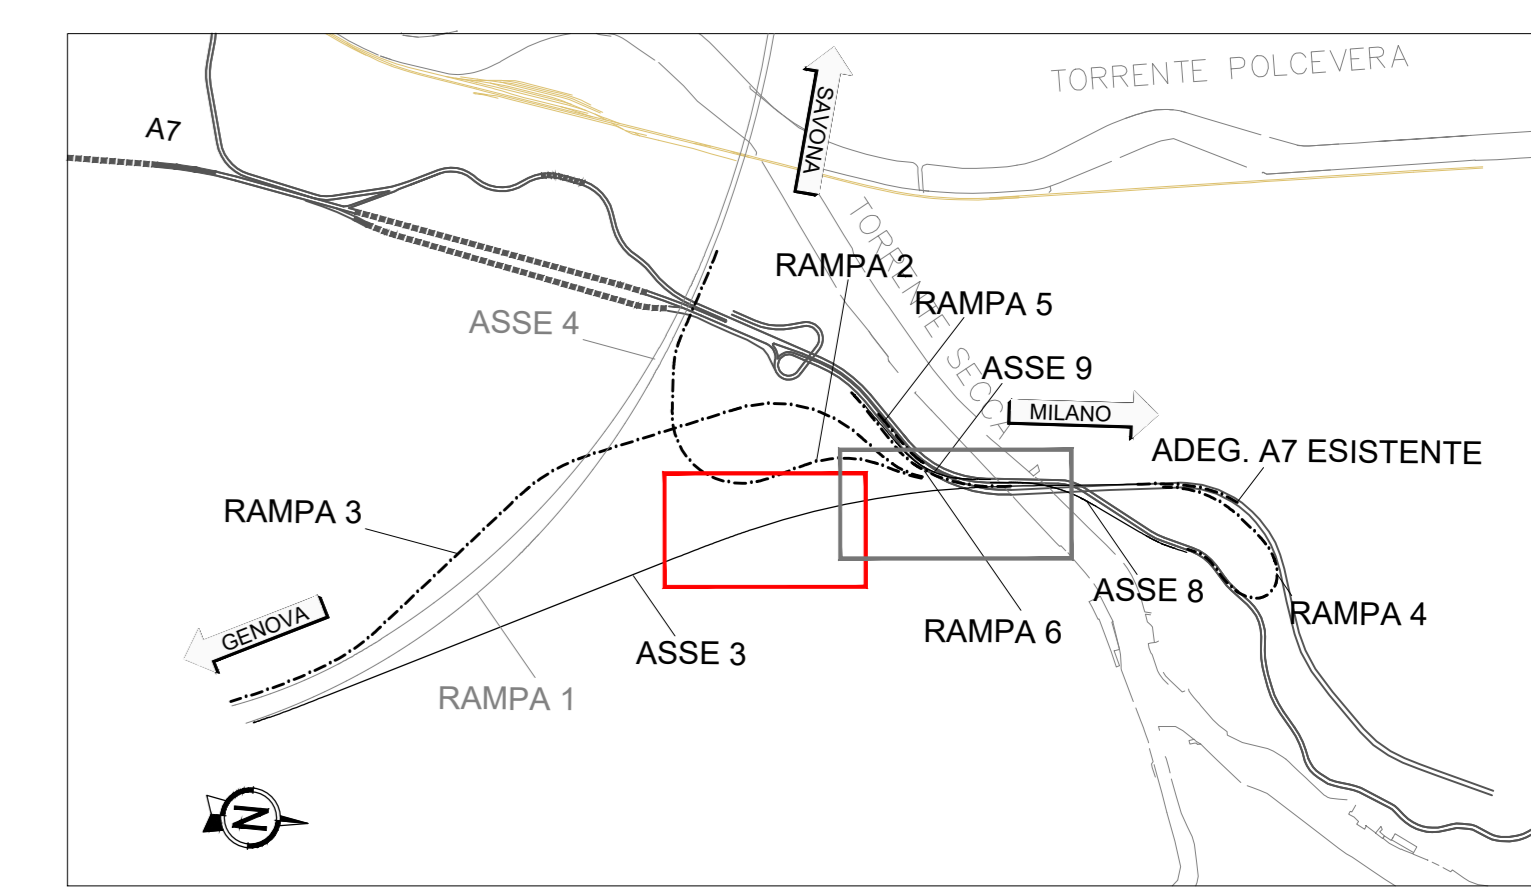 TORRENTE POLCEVERA
A7
SAVONA
TORRENTE SECCA
RAMPA 2
RAMPA 5
ASSE 4
ASSE 9
MILANO
ADEG. A7 ESISTENTE
RAMPA 3
ASSE 8
RAMPA 4
GENOVA
RAMPA 6
ASSE 3
RAMPA 1
N